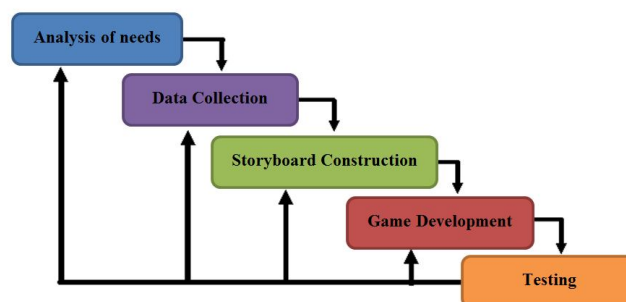 Analysis of needs
Data Collection
Storyboard Construction
Game Development
Testing